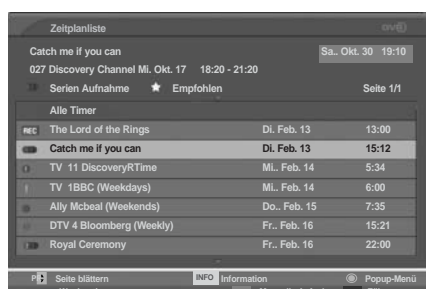 Zeitplanliste
Catch me if you can Sa.. Okt. 30 19:10
027 Discovery Channel Mi. Okt. 17 18:20 - 21:20
Serien Aufnahme Empfohlen Seite 1/1
Alle Timer
REC The Lord of the Rings Di. Feb. 13 13:00
Catch me if you can Di. Feb. 13 15:12
TV 11 DiscoveryRTime Mi.. Feb. 14 5:34
TV 1BBC (Weekdays) Mi.. Feb. 14 6:00
Ally Mcbeal (Weekends) Do.. Feb. 15 7:35
DTV 4 Bloomberg (Weekly) Fr.. Feb. 16 15:21
Royal Ceremony Fr.. Feb. 16 22:00
P Seite blättern INFO Information Popup-Menü